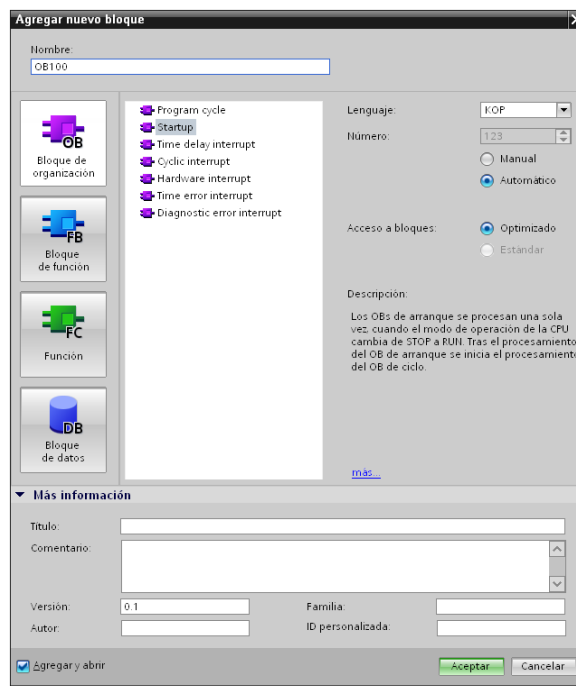 Agregar nuevo bloque
Nombre:
OB100
OB
Bloque de
organización
FB
Bloque
de función
FC
Función
DB
Bloque
de datos
Program cycle
Startup
Time delay interrupt
Cyclic interrupt
Hardware interrupt
Time error interrupt
Diagnostic error interrupt
Lenguaje:
KOP
Número:
123
Manual
Automático
Acceso a bloques:
Optimizado
Estándar
Descripción:
Los OBs de arranque se procesan una sola
vez, cuando el modo de operación de la CPU
cambia de STOP a RUN. Tras el procesamiento
del OB de arranque se inicia el procesamiento
del OB de ciclo.
más...
Más información
Título:
Comentario:
Versión:
0.1
Familia:
Autor:
ID personalizada:
Agregar y abrir
Aceptar
Cancelar